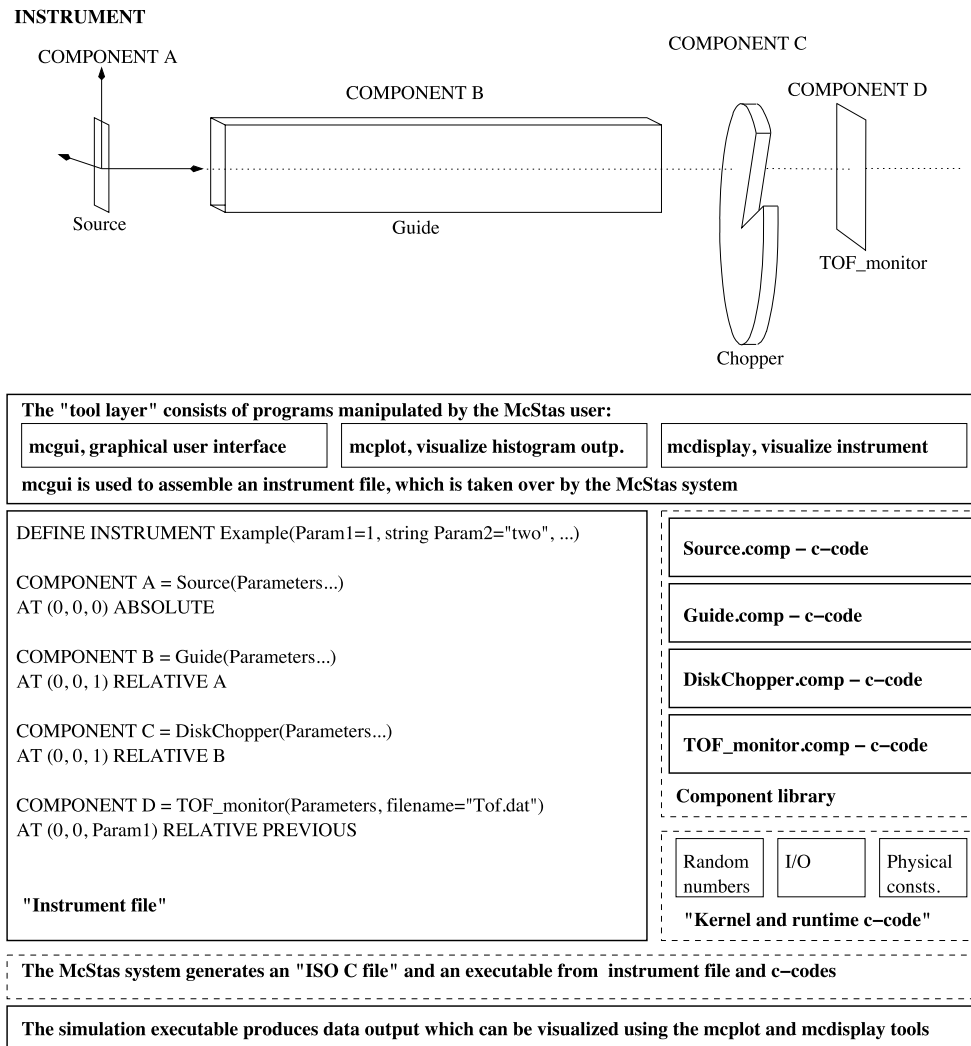 INSTRUMENT
COMPONENT A
COMPONENT B
COMPONENT C
COMPONENT D
Source
Guide
TOF_monitor
Chopper
The "tool layer" consists of programs manipulated by the McStas user:
mcgui, graphical user interface
mcplot, visualize histogram outp.
mcdisplay, visualize instrument
mcgui is used to assemble an instrument file, which is taken over by the McStas system
DEFINE INSTRUMENT Example(Param1=1, string Param2="two", ...)
COMPONENT A = Source(Parameters...)
AT (0, 0, 0) ABSOLUTE
COMPONENT B = Guide(Parameters...)
AT (0, 0, 1) RELATIVE A
COMPONENT C = DiskChopper(Parameters...)
AT (0, 0, 1) RELATIVE B
COMPONENT D = TOF_monitor(Parameters, filename="Tof.dat")
AT (0, 0, Param1) RELATIVE PREVIOUS
"Instrument file"
Source.comp − c−code
Guide.comp − c−code
DiskChopper.comp − c−code
TOF_monitor.comp − c−code
Component library
Random
numbers
I/O
Physical
consts.
"Kernel and runtime c−code"
The McStas system generates an "ISO C file" and an executable from instrument file and c−codes
The simulation executable produces data output which can be visualized using the mcplot and mcdisplay tools